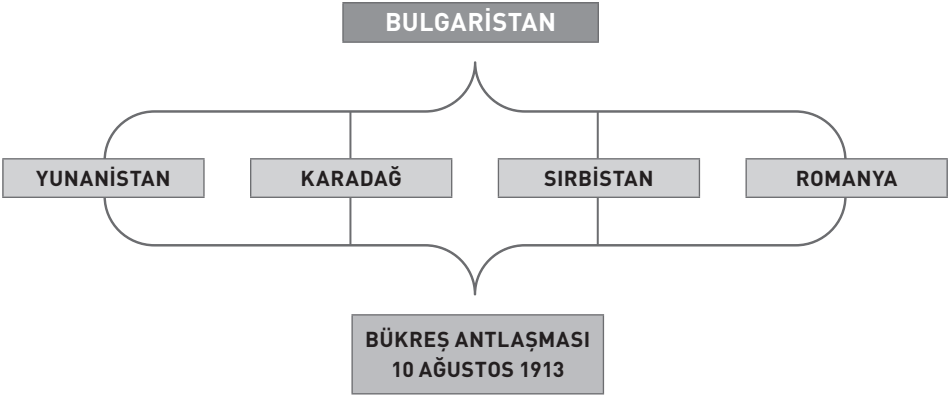 BULGARİSTAN
YUNANİSTAN
KARADAĞ
SIRBİSTAN
ROMANYA
BÜKREŞ ANTLAŞMASI
10 AĞUSTOS 1913